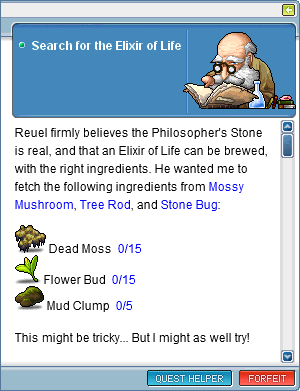 Search for the Elixir of Life
Reuel firmly believes the Philosopher's Stone
is real, and that an Elixir of Life can be brewed,
with the right ingredients. He wanted me to
fetch the following ingredients from Mossy
Mushroom, Tree Rod, and Stone Bug:
Dead Moss 0/15
Flower Bud 0/15
Mud Clump 0/5
This might be tricky... But I might as well try!
QUEST HELPER FORFEIT